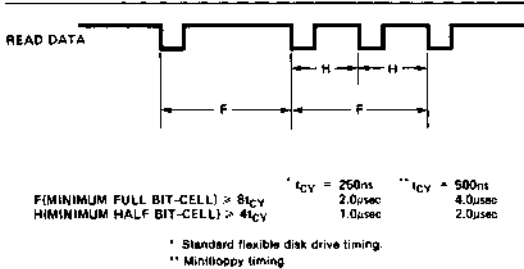 READ DATA
H H
F F
* tCY = 250ns ** tCY = 500ns
F(MINIMUM FULL BIT-CELL) ≥ 8tCY 2.0µsec 4.0µsec
H(MINIMUM HALF BIT-CELL) ≥ 4tCY 1.0µsec 2.0µsec
* Standard flexible disk drive timing.
** Minifloppy timing